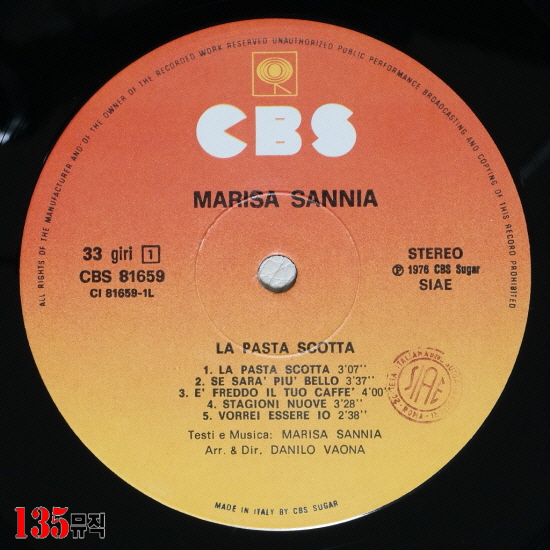 ALL RIGHTS OF THE MANUFACTURER AND OF THE OWNER OF THE RECORDED WORK RESERVED UNAUTHORIZED PUBLIC PERFORMANCE BROADCASTING AND COPYING OF THIS RECORD PROHIBITED
CBS
MARISA SANNIA
33 giri 1
CBS 81659
CI 81659-1L
STEREO
℗ 1976 CBS Sugar
SIAE
LA PASTA SCOTTA
1. LA PASTA SCOTTA 3'07''
2. SE SARA' PIU' BELLO 3'37''
3. E' FREDDO IL TUO CAFFE' 4'00''
4. STAGIONI NUOVE 3'28''
5. VORREI ESSERE IO 2'38''
Testi e Musica: MARISA SANNIA
Arr. & Dir. DANILO VAONA
SIAE
MADE IN ITALY BY CBS SUGAR
135뮤직